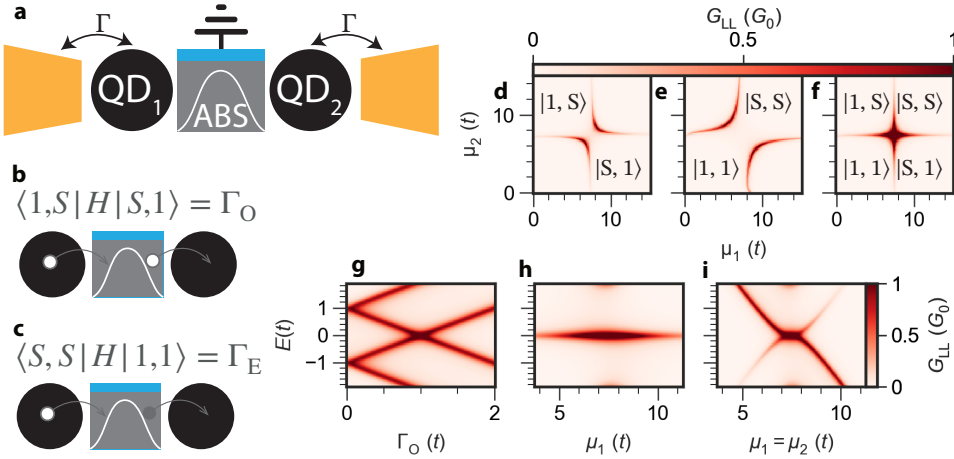 a
Γ Γ
QD1 ABS QD2
b
⟨1,S|H|S,1⟩ = ΓO
c
⟨S, S|H|1,1⟩ = ΓE
GLL (G0)
0 0.5 1
d e f
|1, S⟩ |S, S⟩ |1, S⟩ |S, S⟩
|S, 1⟩ |1, 1⟩ |1, 1⟩ |S, 1⟩
μ2 (t)
10
0
0 10 0 10 0 10
μ1 (t)
g h i
E(t)
1
0
−1
0 2 5 10 5 10
ΓO (t) μ1 (t) μ1 = μ2 (t)
1
0.5
0
GLL (G0)